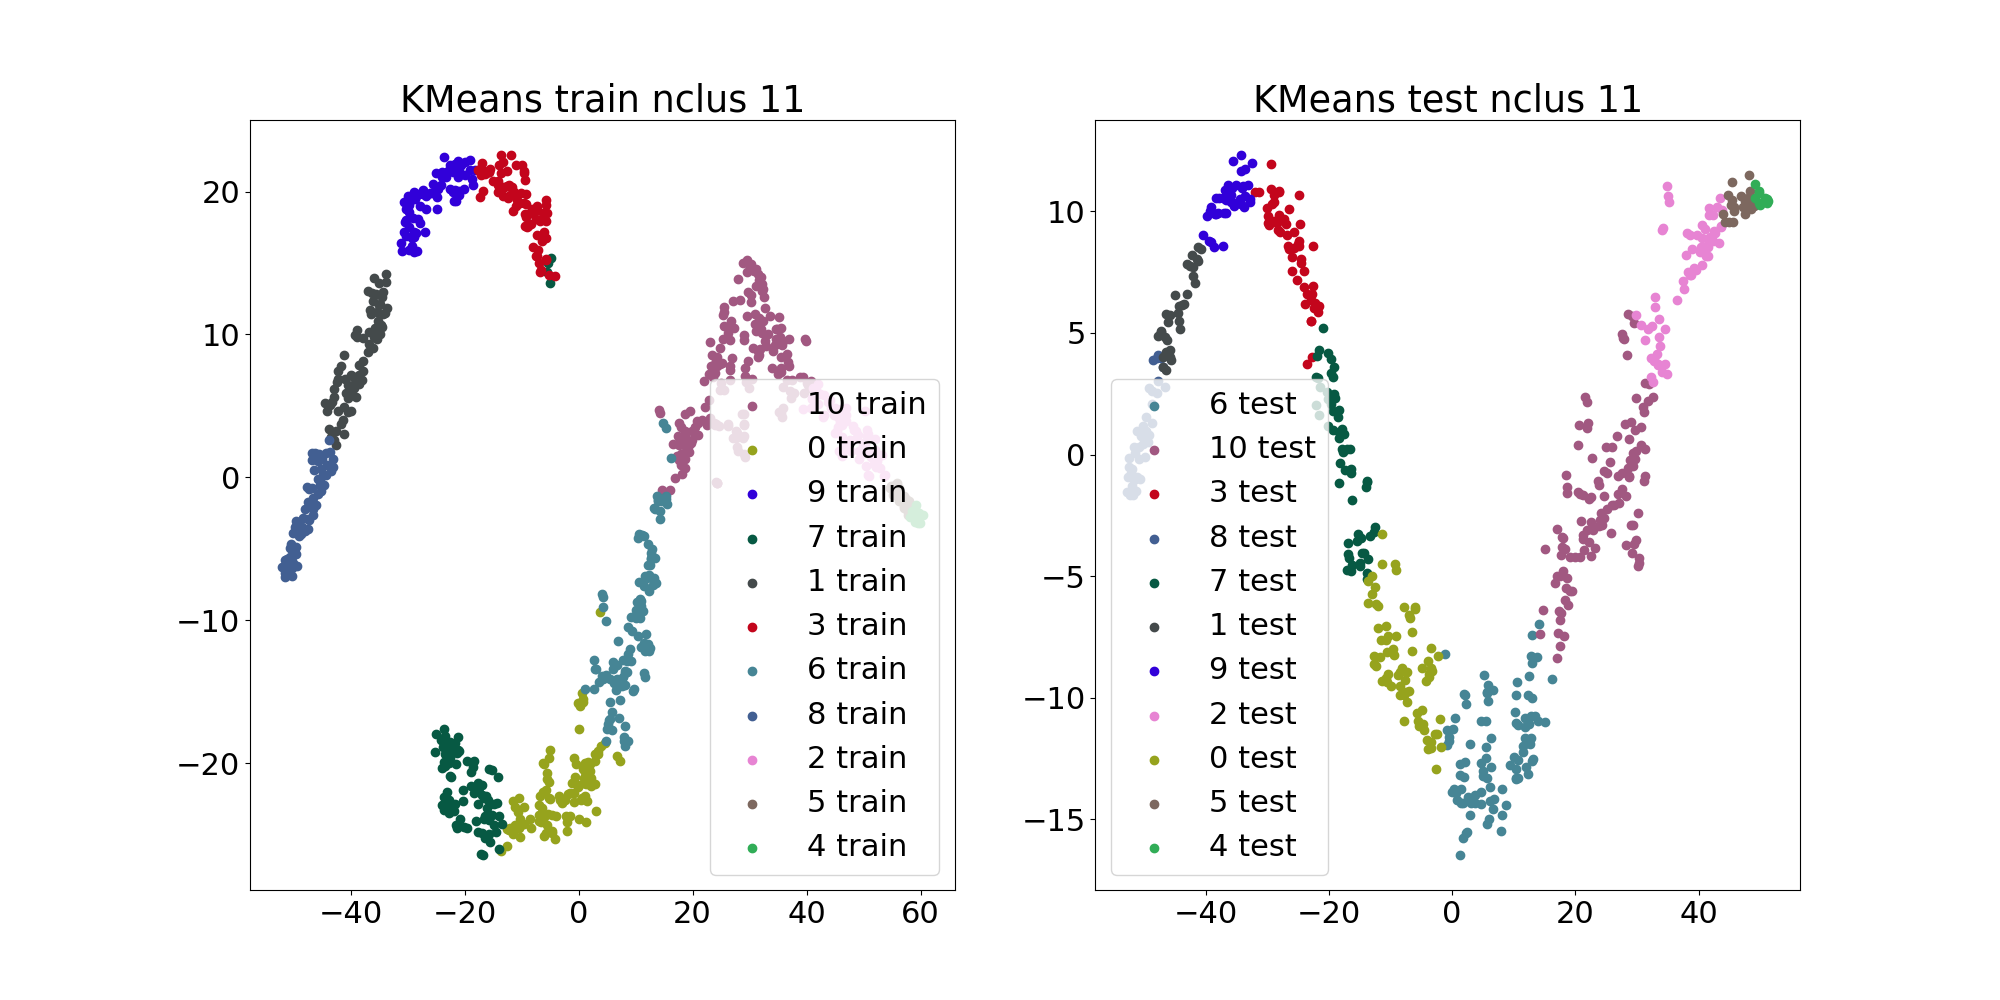 KMeans train nclus 11
20
10
0
−10
−20
−40
−20
0
20
40
60
10 train
0 train
9 train
7 train
1 train
3 train
6 train
8 train
2 train
5 train
4 train
KMeans test nclus 11
10
5
0
−5
−10
−15
−40
−20
0
20
40
6 test
10 test
3 test
8 test
7 test
1 test
9 test
2 test
0 test
5 test
4 test